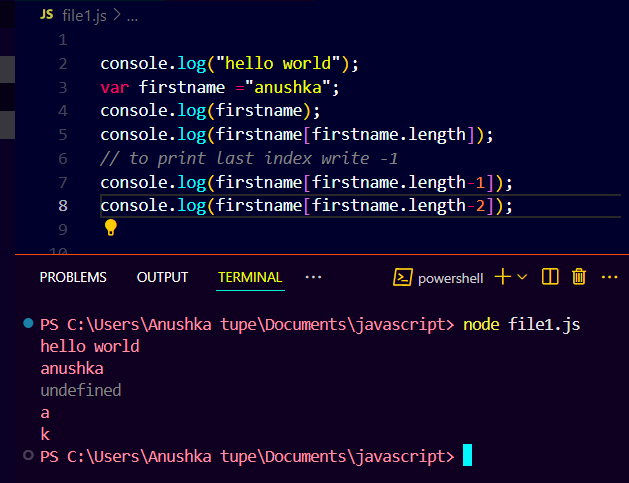 JS file1.js > ...
1
2 console.log("hello world");
3 var firstname ="anushka";
4 console.log(firstname);
5 console.log(firstname[firstname.length]);
6 // to print last index write -1
7 console.log(firstname[firstname.length-1]);
8 console.log(firstname[firstname.length-2]);
9
10
PROBLEMS OUTPUT TERMINAL ... powershell
PS C:\Users\Anushka tupe\Documents\javascript> node file1.js
hello world
anushka
undefined
a
k
PS C:\Users\Anushka tupe\Documents\javascript>